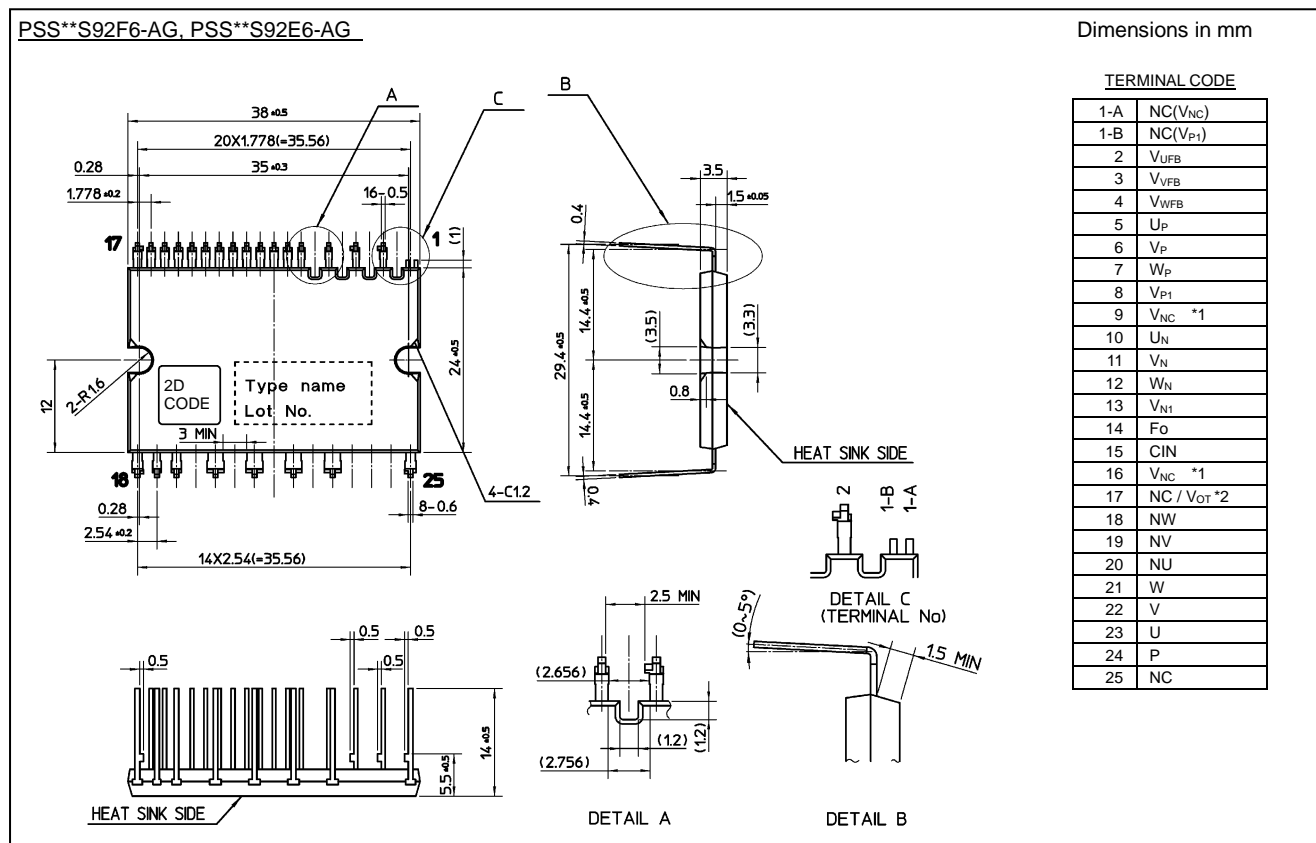 PSS**S92F6-AG, PSS**S92E6-AG
Dimensions in mm
A
C
B
38 ±0.5
20X1.778(=35.56)
35 ±0.3
0.28
1.778 ±0.2
16-0.5
17
1
(1)
2-R1.6
12
2D
CODE
Type name
Lot No.
3 MIN
24 ±0.5
18
25
0.28
2.54 ±0.2
8-0.6
4-C1.2
14X2.54(=35.56)
3.5
1.5 ±0.05
0.4
29.4 ±0.5
14.4 ±0.5
14.4 ±0.5
(3.5)
(3.3)
0.8
0.4
HEAT SINK SIDE
2
1-B
1-A
DETAIL C
(TERMINAL No)
0.5
0.5
0.5
0.5
5.5 ±0.5
14 ±0.5
HEAT SINK SIDE
2.5 MIN
(2.656)
(1.2)
(1.2)
(2.756)
DETAIL A
(0~5°)
1.5 MIN
DETAIL B
TERMINAL CODE
1-A NC(VNC)
1-B NC(VP1)
2 VUFB
3 VVFB
4 VWFB
5 UP
6 VP
7 WP
8 VP1
9 VNC *1
10 UN
11 VN
12 WN
13 VN1
14 Fo
15 CIN
16 VNC *1
17 NC / VOT *2
18 NW
19 NV
20 NU
21 W
22 V
23 U
24 P
25 NC